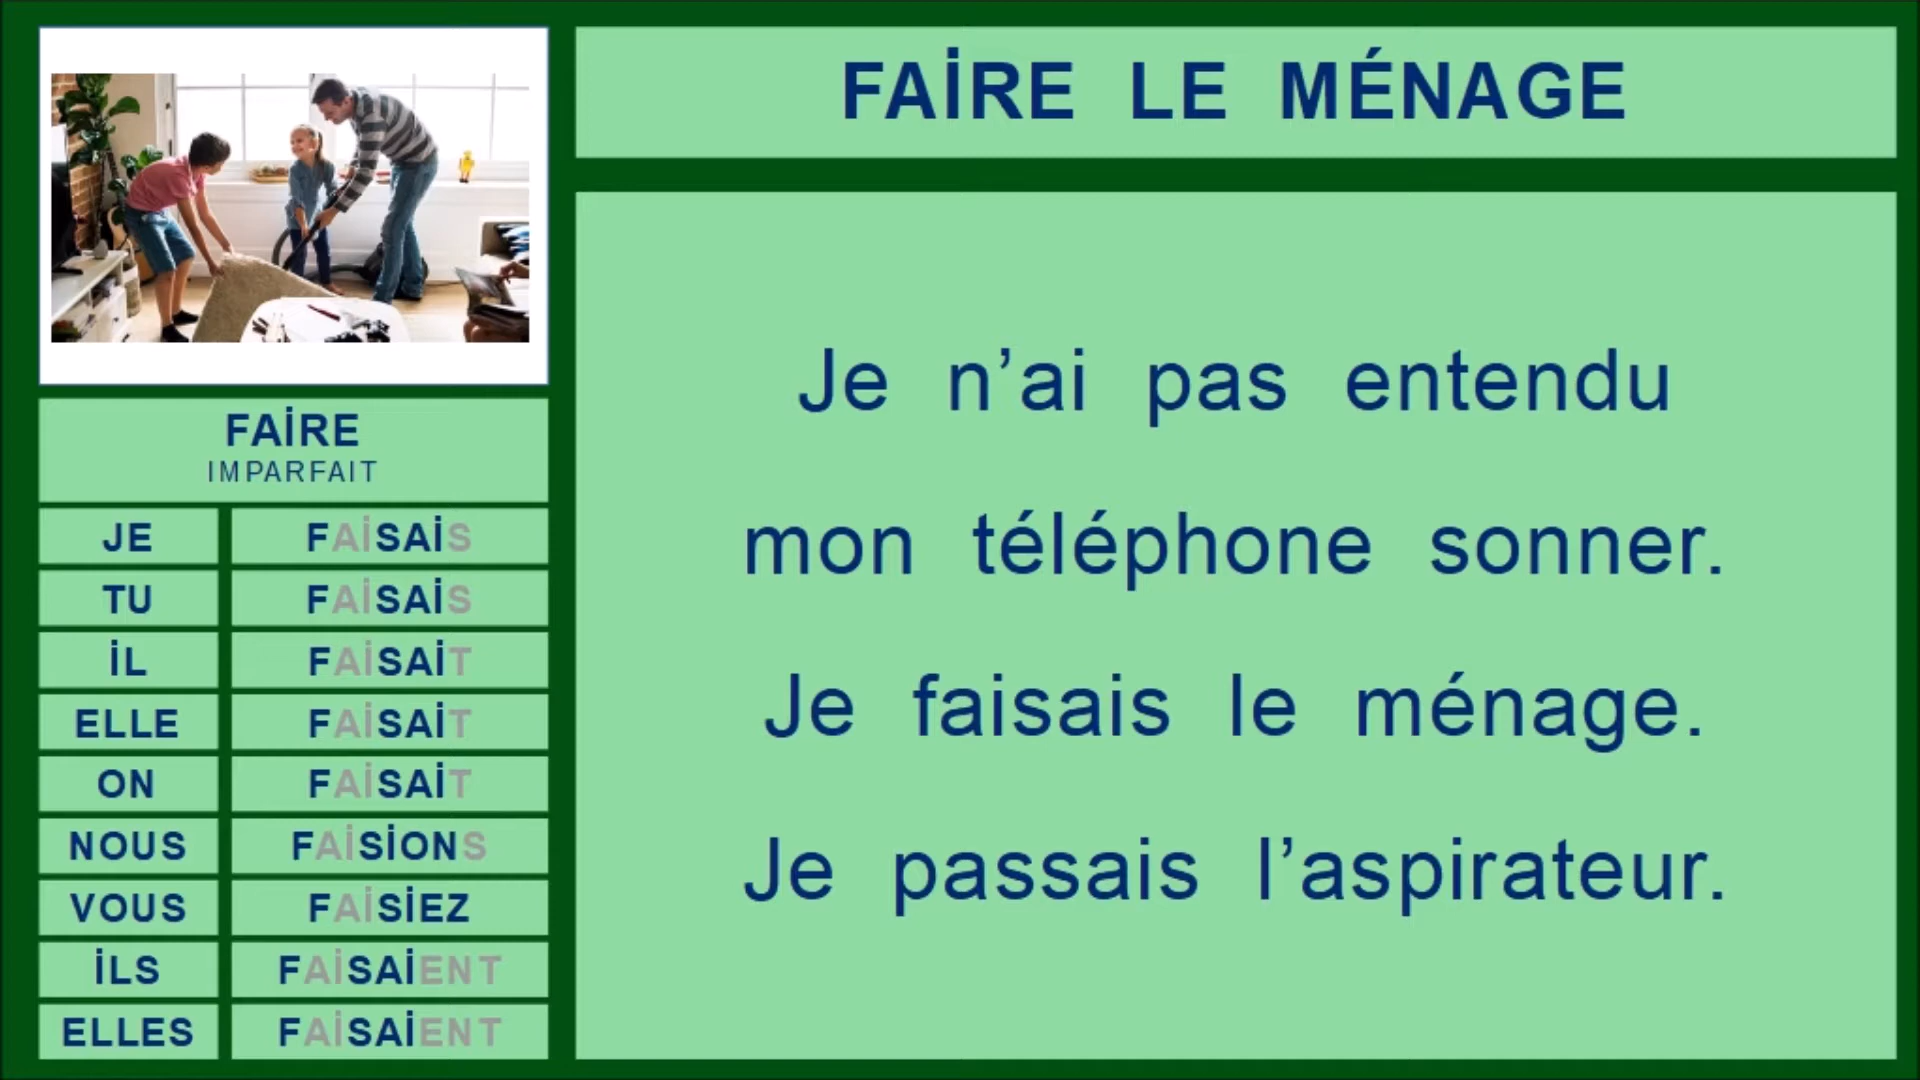 FAİRE LE MÉNAGE
Je n’ai pas entendu
mon téléphone sonner.
Je faisais le ménage.
Je passais l’aspirateur.
FAİRE
IMPARFAIT
JE FAİSAİS
TU FAİSAİS
İL FAİSAİT
ELLE FAİSAİT
ON FAİSAİT
NOUS FAİSİONS
VOUS FAİSİEZ
İLS FAİSAİENT
ELLES FAİSAİENT